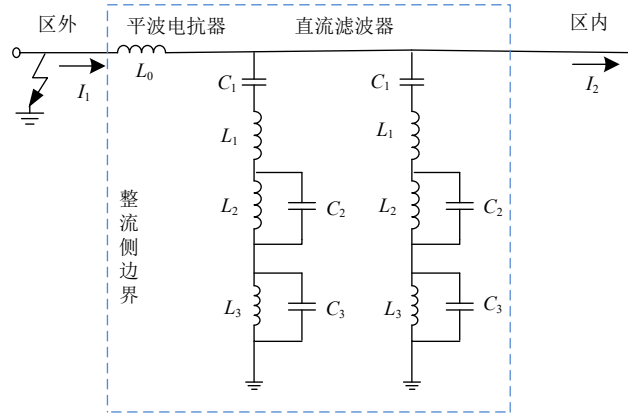 区外 平波电抗器 直流滤波器 区内
I1 L0 I2
C1 C1
L1 L1
整流侧边界
L2 C2 L2 C2
L3 C3 L3 C3